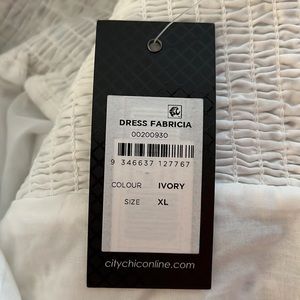 DRESS FABRICIA
00200930
9 346637 127767
COLOUR IVORY
SIZE XL
citychiconline.com